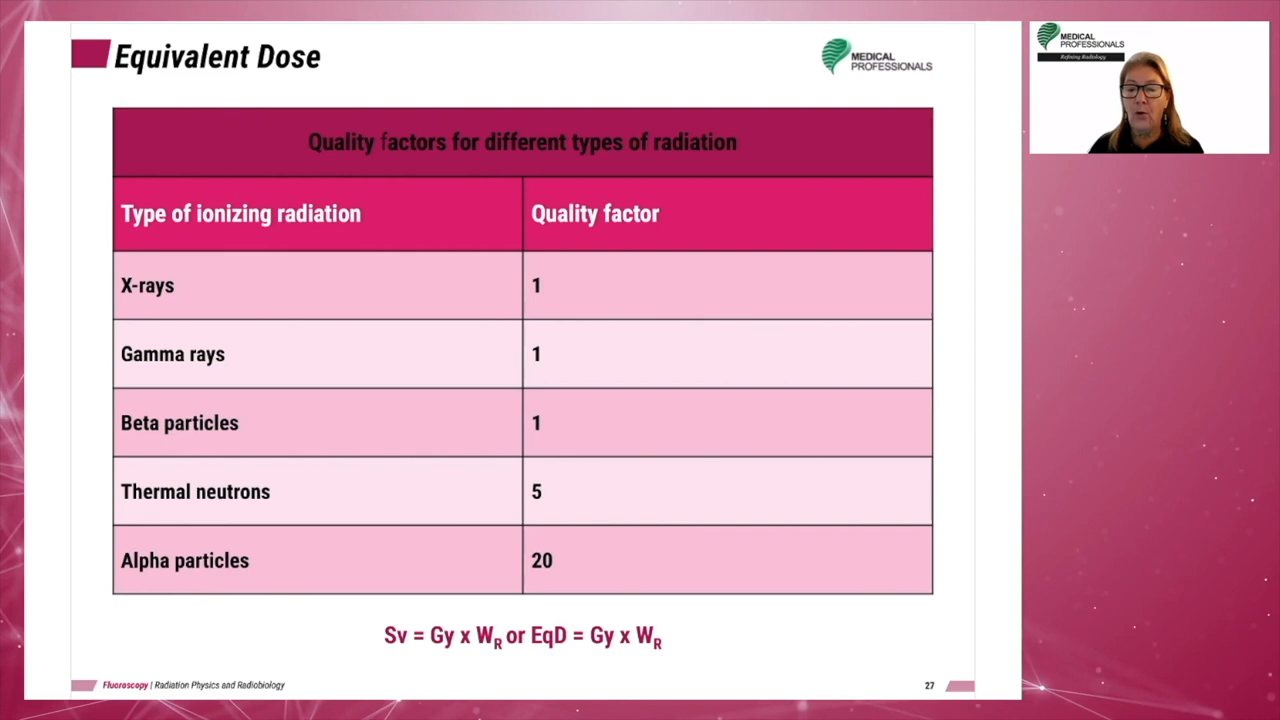 Equivalent Dose
MEDICAL
PROFESSIONALS
Quality factors for different types of radiation
Type of ionizing radiation Quality factor
X-rays 1
Gamma rays 1
Beta particles 1
Thermal neutrons 5
Alpha particles 20
Sv = Gy x WR or EqD = Gy x WR
Fluoroscopy | Radiation Physics and Radiobiology 27
MEDICAL
PROFESSIONALS
Refining Radiology